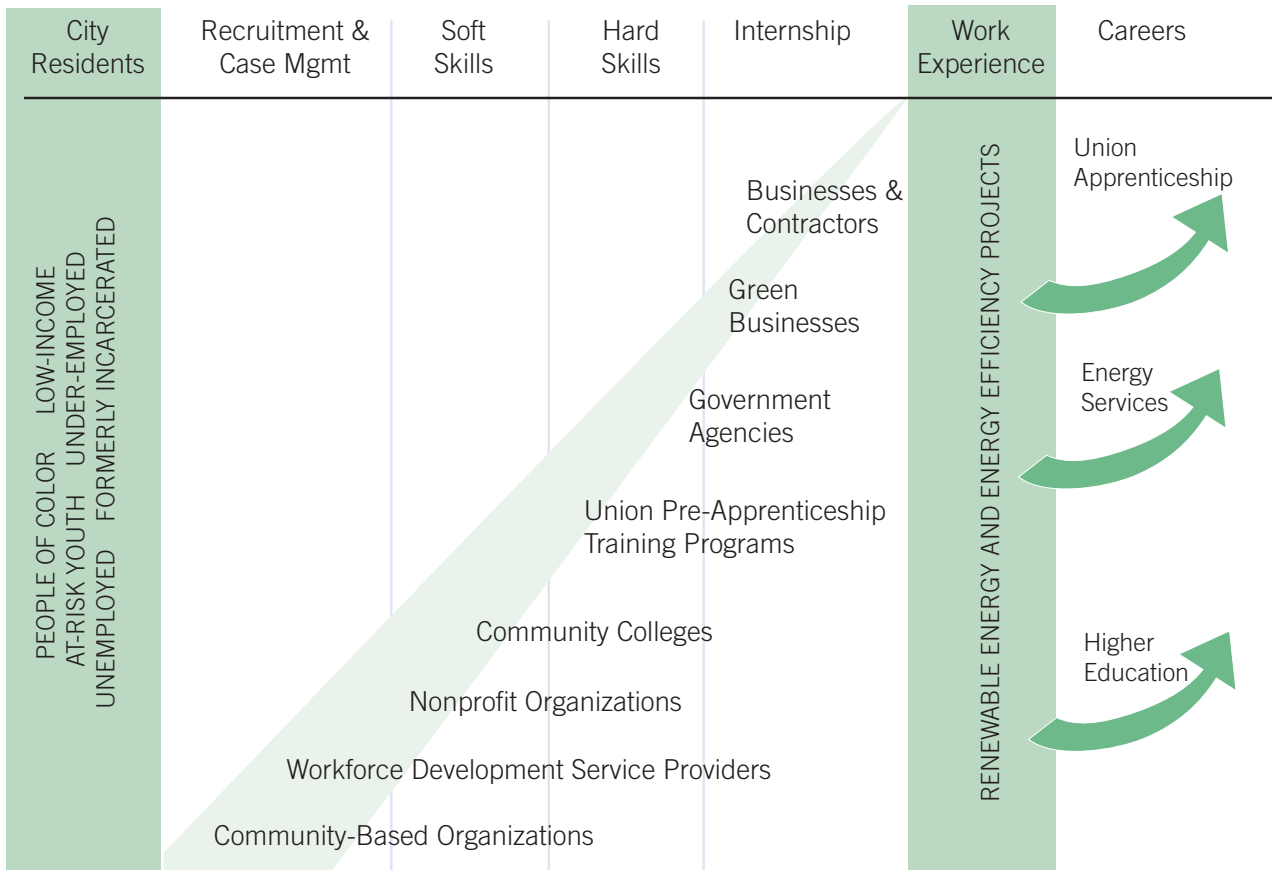 City
Residents
Recruitment &
Case Mgmt
Soft
Skills
Hard
Skills
Internship
Work
Experience
Careers
PEOPLE OF COLOR LOW-INCOME
AT-RISK YOUTH UNDER-EMPLOYED
UNEMPLOYED FORMERLY INCARCERATED
Businesses &
Contractors
Green
Businesses
Government
Agencies
Union Pre-Apprenticeship
Training Programs
Community Colleges
Nonprofit Organizations
Workforce Development Service Providers
Community-Based Organizations
RENEWABLE ENERGY AND ENERGY EFFICIENCY PROJECTS
Union
Apprenticeship
Energy
Services
Higher
Education